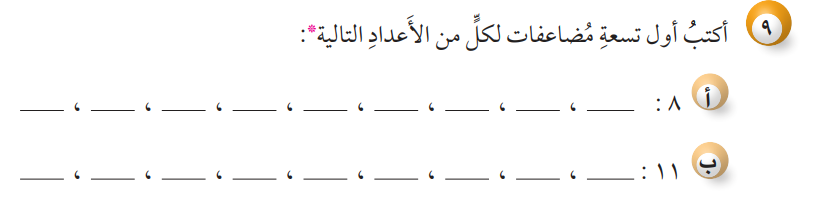 ٩ أكتبُ أول تسعةِ مُضاعفات لكلٍّ من الأَعدادِ التالية*:
أ ٨ : ____ ، ____ ، ____ ، ____ ، ____ ، ____ ، ____ ، ____ ، ____
ب ١١ : ____ ، ____ ، ____ ، ____ ، ____ ، ____ ، ____ ، ____ ، ____